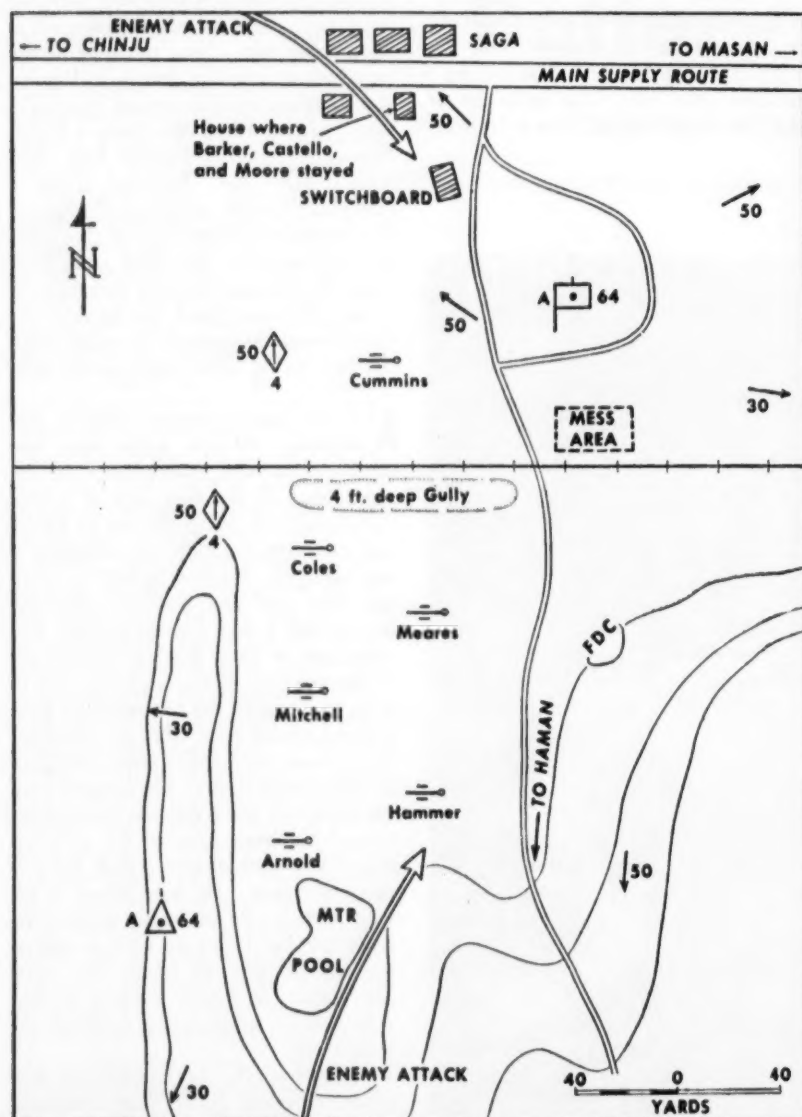 ENEMY ATTACK
← TO CHINJU
SAGA
TO MASAN →
MAIN SUPPLY ROUTE
50
House where
Barker, Castello,
and Moore stayed
SWITCHBOARD
50
N
A 64
50
50
4
Cummins
30
MESS
AREA
4 ft. deep Gully
50
4
Coles
Meares
FDC
Mitchell
30
TO HAMAN
Hammer
Arnold
50
MTR
POOL
A 64
ENEMY ATTACK
30
40 0 40
YARDS